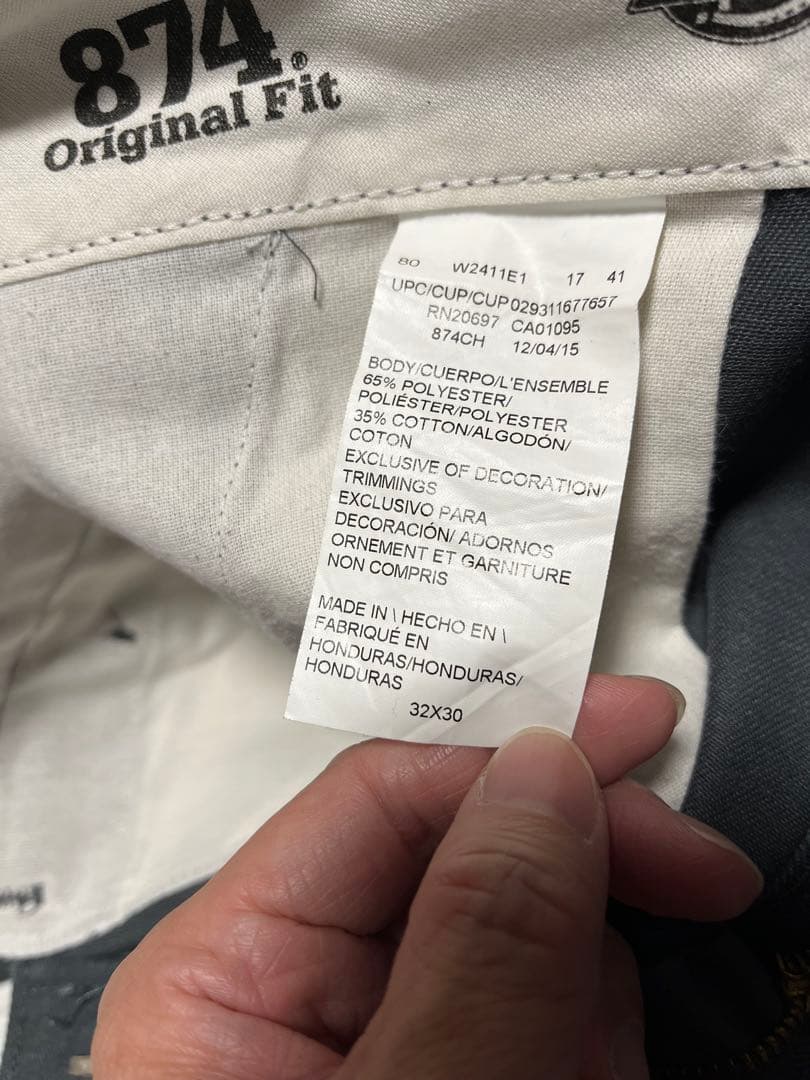 874®
Original Fit
80 W2411E1 17 41
UPC/CUP/CUP 029311677657
RN20697 CA01095
874CH 12/04/15
BODY/CUERPO/L'ENSEMBLE
65% POLYESTER/
POLIÉSTER/POLYESTER
35% COTTON/ALGODÓN/
COTON
EXCLUSIVE OF DECORATION/
TRIMMINGS
EXCLUSIVO PARA
DECORACIÓN/ ADORNOS
ORNEMENT ET GARNITURE
NON COMPRIS
MADE IN \ HECHO EN \
FABRIQUÉ EN
HONDURAS/HONDURAS/
HONDURAS
32X30